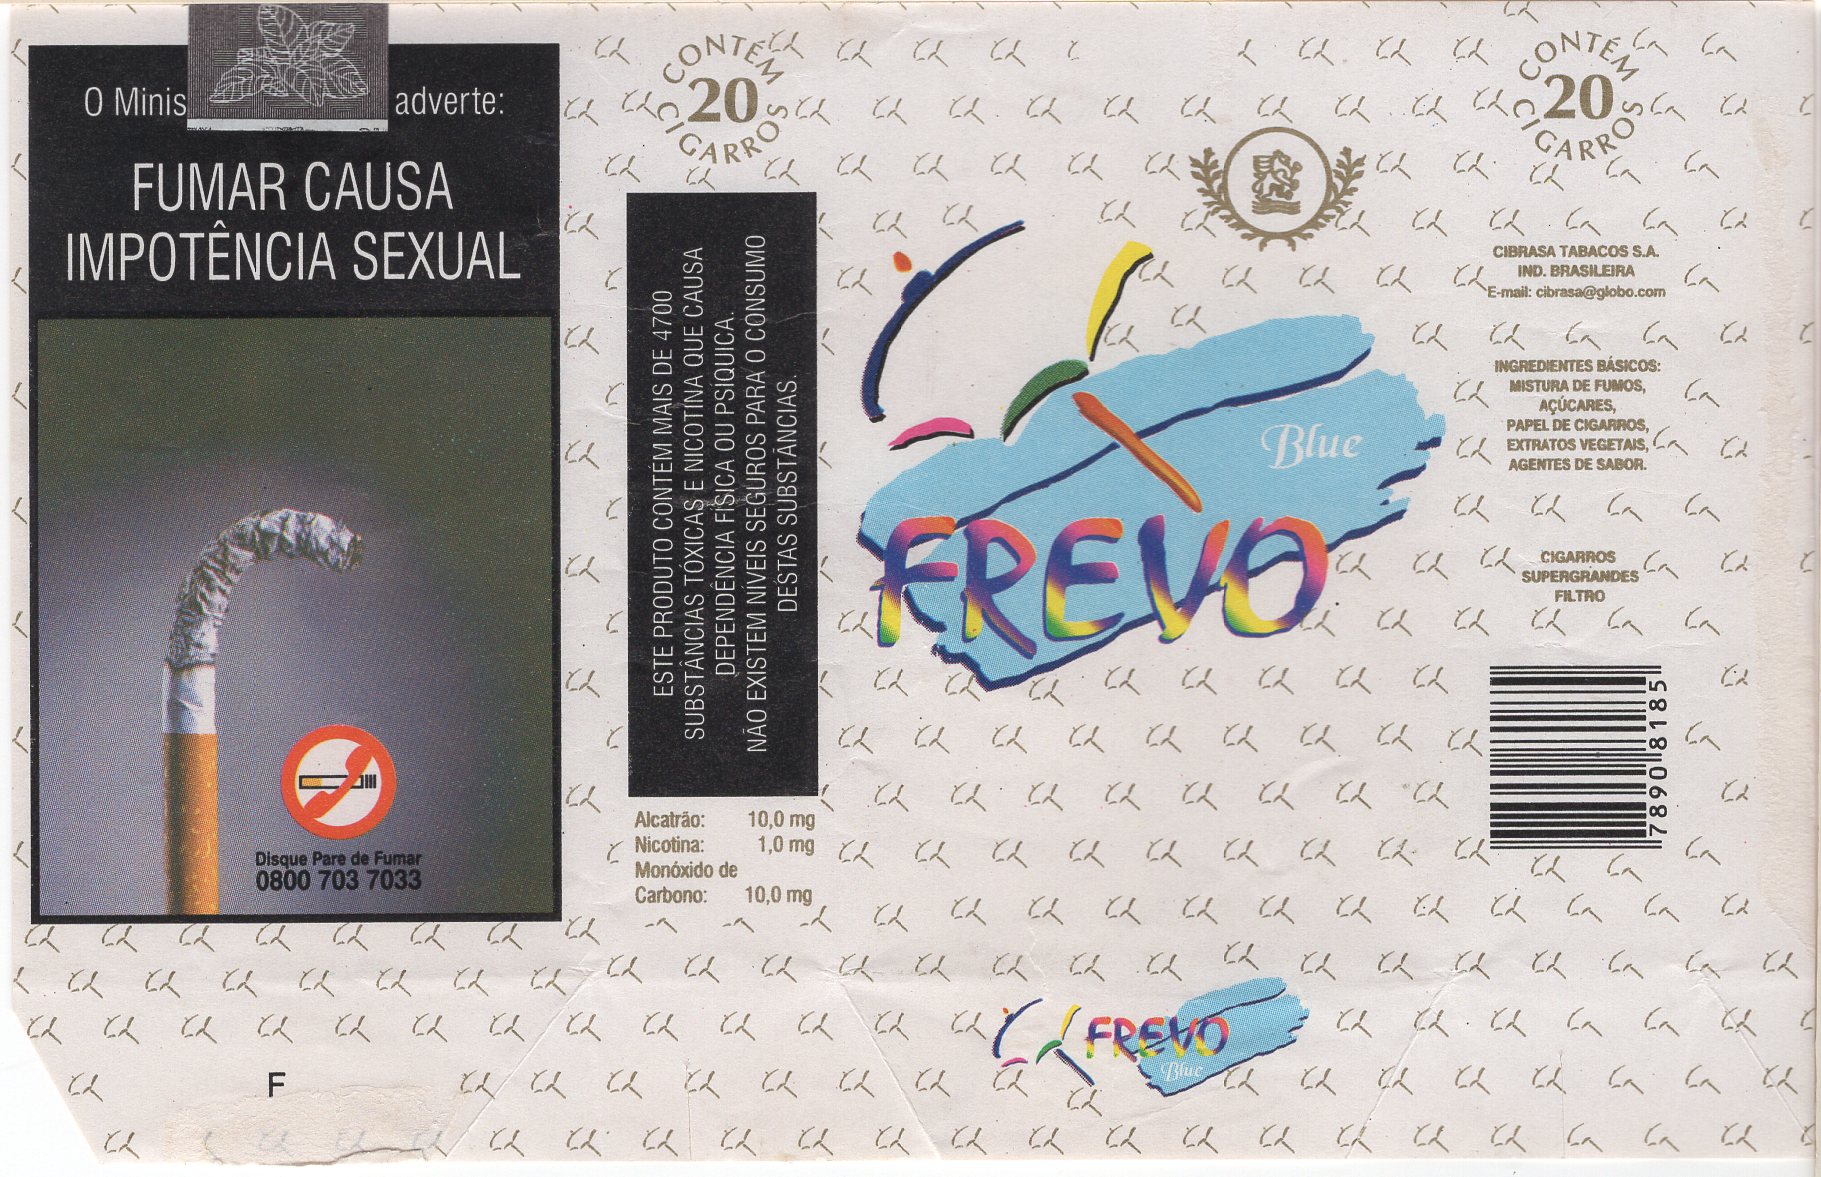 O Minis adverte:
FUMAR CAUSA
IMPOTÊNCIA SEXUAL
Disque Pare de Fumar
0800 703 7033
F
CONTÉM
20
CIGARROS
ESTE PRODUTO CONTÉM MAIS DE 4700
SUBSTÂNCIAS TÓXICAS E NICOTINA QUE CAUSA
DEPENDÊNCIA FÍSICA OU PSIQUICA.
NÃO EXISTEM NIVEIS SEGUROS PARA O CONSUMO
DESTAS SUBSTÂNCIAS.
Alcatrão: 10,0 mg
Nicotina: 1,0 mg
Monóxido de
Carbono: 10,0 mg
Blue
FREVO
FREVO
Blue
CONTÉM
20
CIGARROS
CIBRASA TABACOS S.A.
IND. BRASILEIRA
E-mail: cibrasa@globo.com
INGREDIENTES BÁSICOS:
MISTURA DE FUMOS,
AÇÚCARES,
PAPEL DE CIGARROS,
EXTRATOS VEGETAIS,
AGENTES DE SABOR.
CIGARROS
SUPERGRANDES
FILTRO
78908185